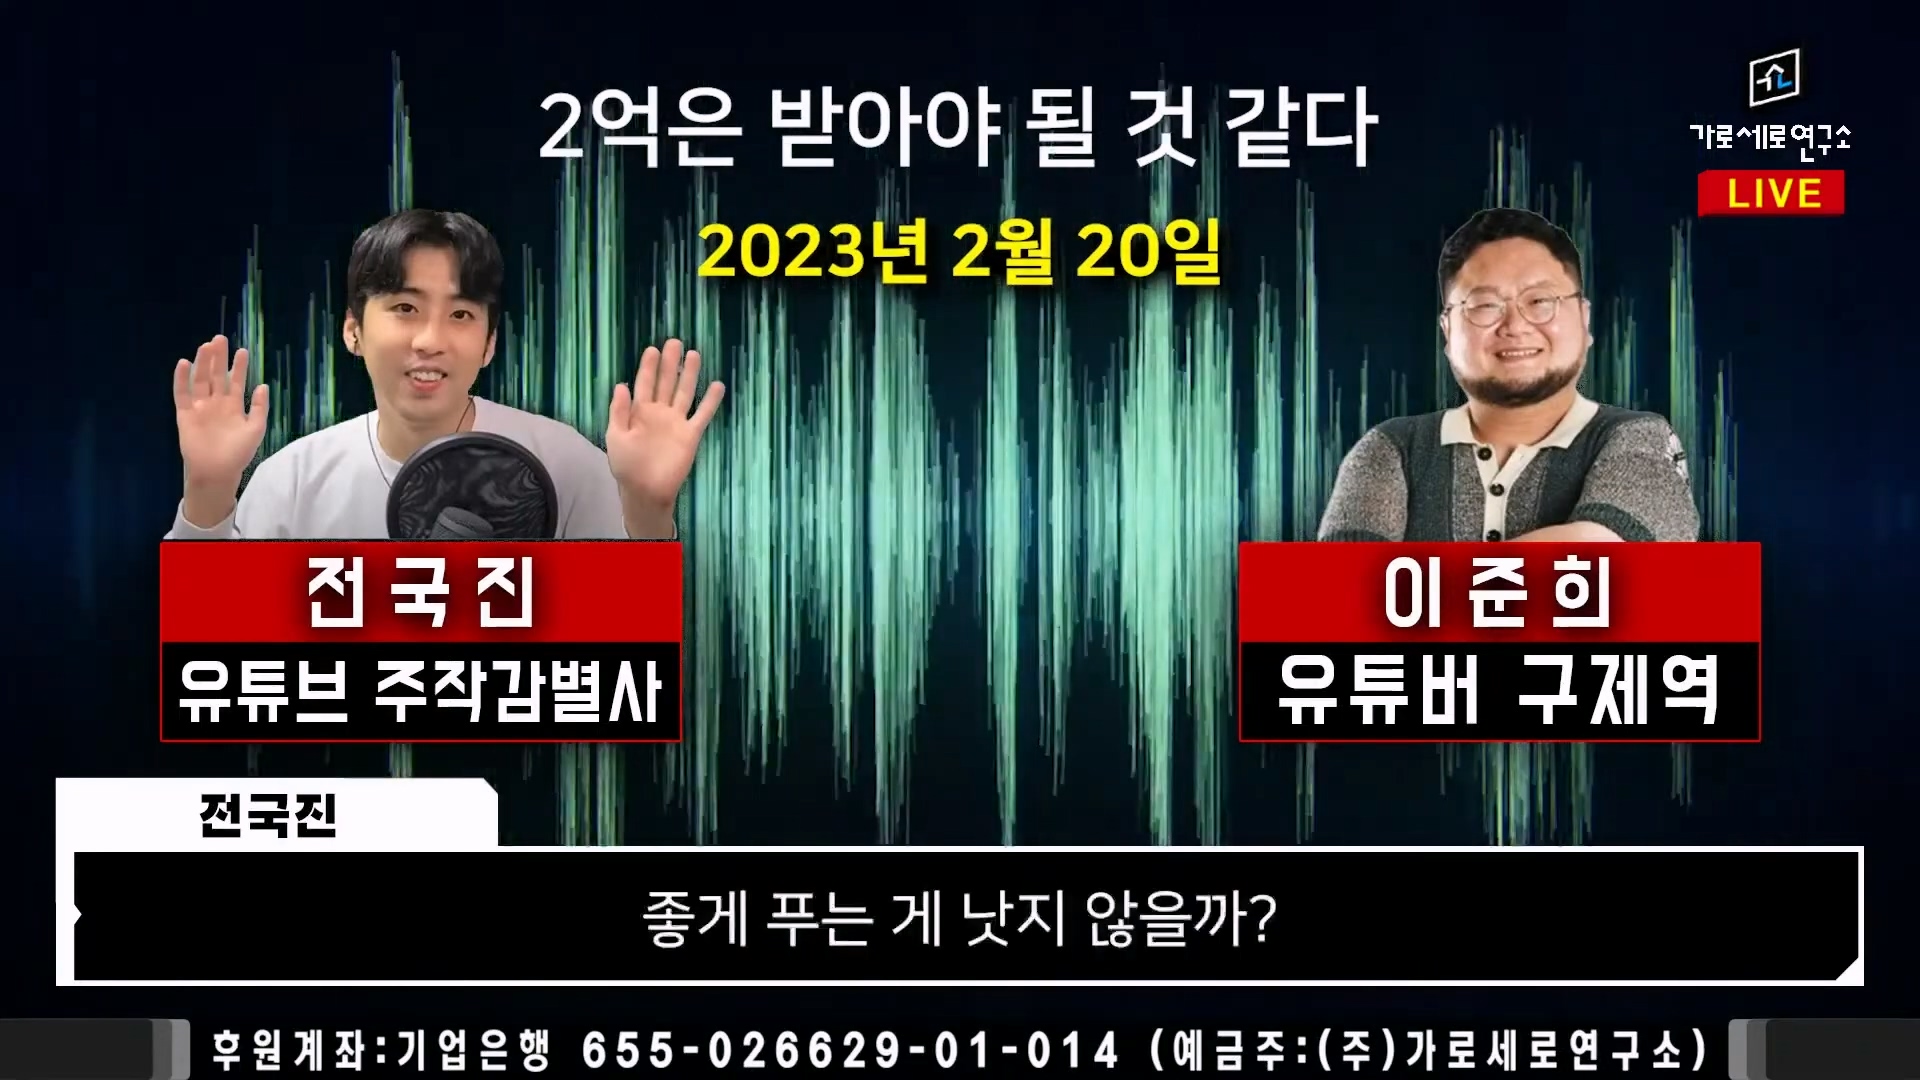 2억은 받아야 될 것 같다
2023년 2월 20일
가로세로연구소
LIVE
전국진
유튜브 주작감별사
이준희
유튜버 구제역
전국진
좋게 푸는 게 낫지 않을까?
후원계좌:기업은행 655-026629-01-014 (예금주:(주)가로세로연구소)